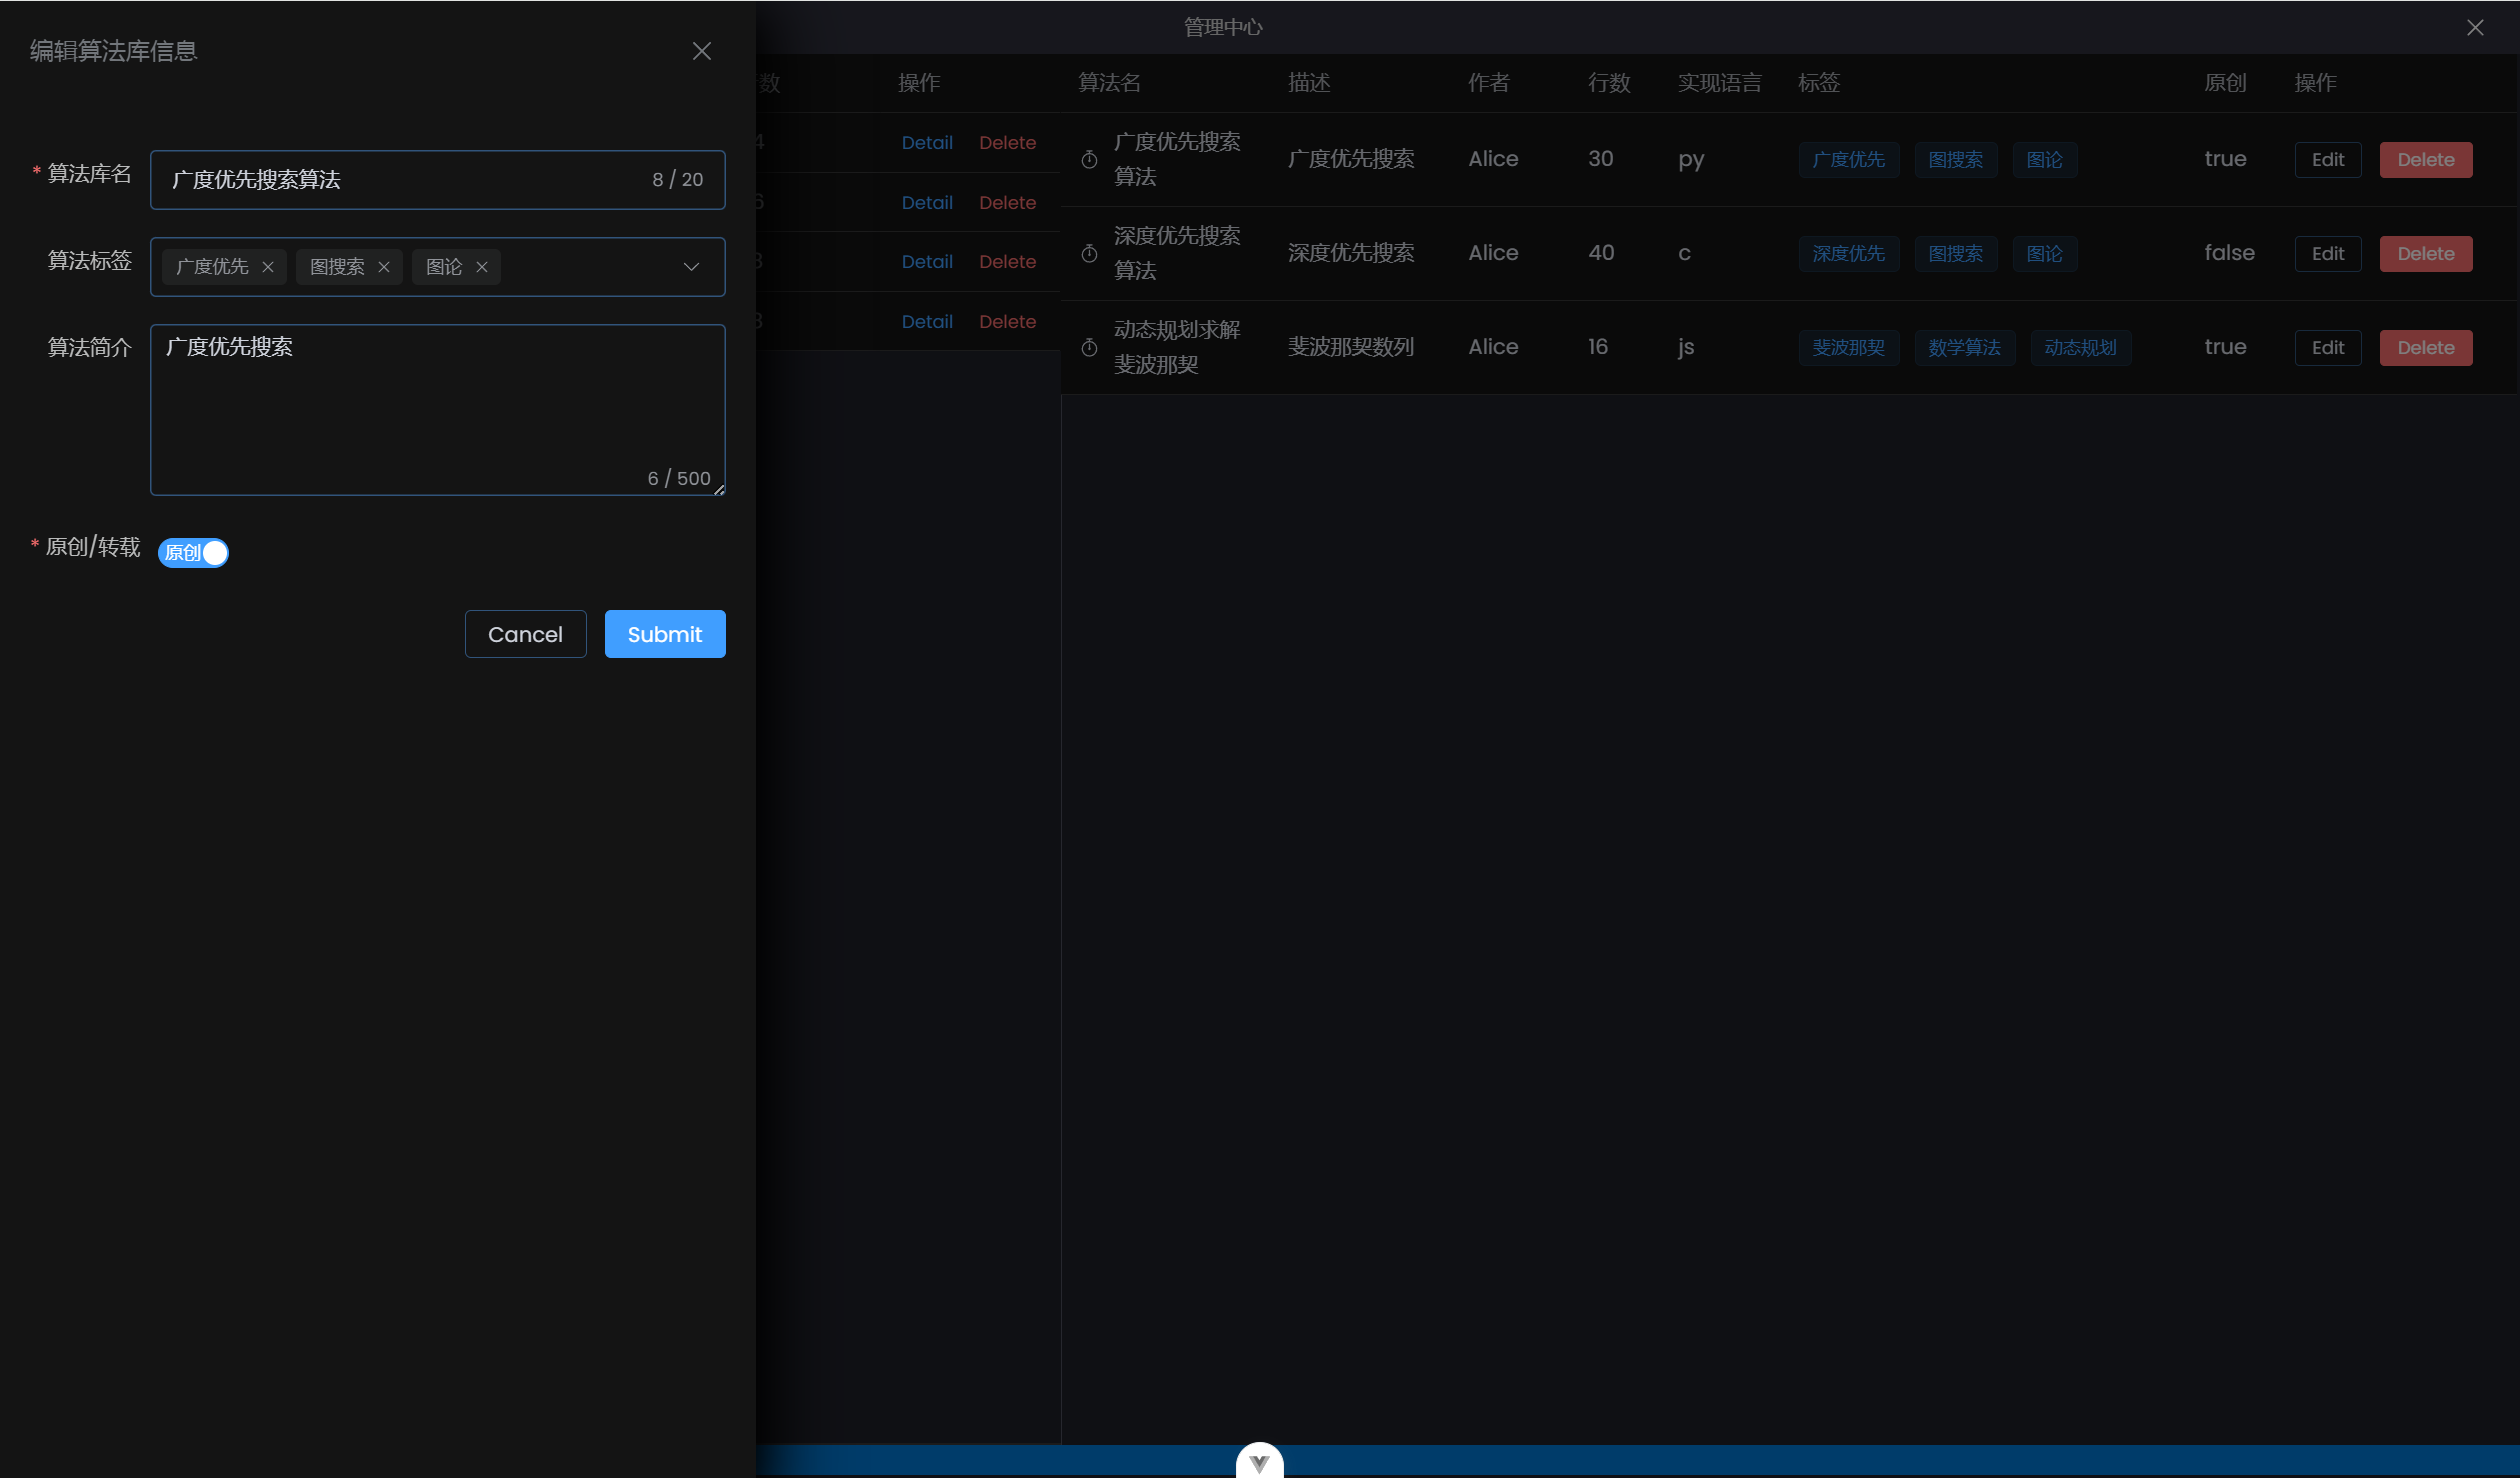 编辑算法库信息
* 算法库名 广度优先搜索算法 8 / 20
算法标签 广度优先 图搜索 图论
算法简介 广度优先搜索
6 / 500
* 原创/转载 原创
Cancel Submit
管理中心
数 操作
4 Detail Delete
6 Detail Delete
Detail Delete
Detail Delete
算法名 描述 作者 行数 实现语言 标签 原创 操作
广度优先搜索
算法
广度优先搜索 Alice 30 py 广度优先 图搜索 图论 true Edit Delete
深度优先搜索
算法
深度优先搜索 Alice 40 c 深度优先 图搜索 图论 false Edit Delete
动态规划求解
斐波那契
斐波那契数列 Alice 16 js 斐波那契 数学算法 动态规划 true Edit Delete